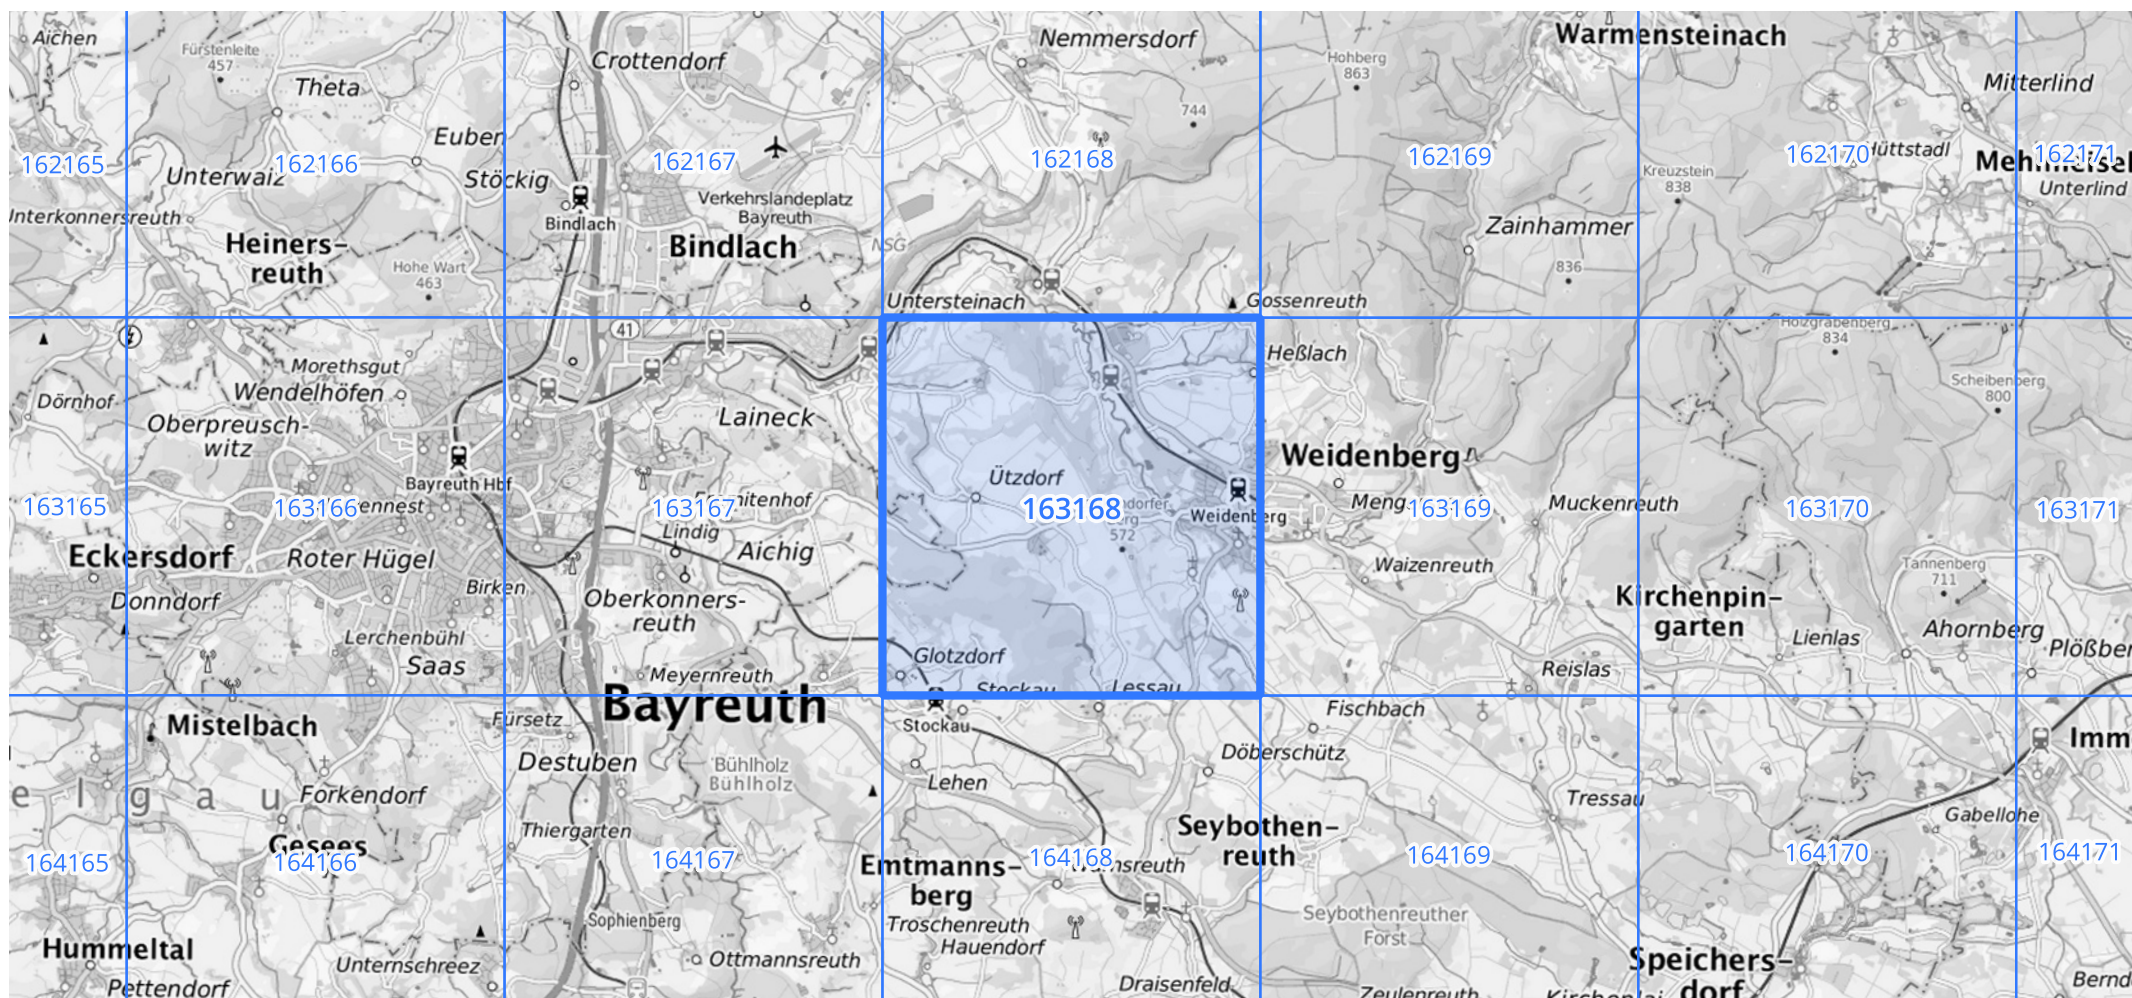 Aichen
Fürstenleite
457
Theta
Crottendorf
Nemmersdorf
Hohberg
863
Warmensteinach
Mitterlind
744
Euben
162165
162166
162167
162168
162169
162170
162171
Unterwaiz
Stöckig
Bindlach
Verkehrslandeplatz
Bayreuth
Kreuzstein
838
Unterlind
Heiners-
reuth
Bindlach
NSG
Zainhammer
Hohe Wart
463
836
Untersteinach
Gossenreuth
41
Holzgrabenberg
834
Morethsgut
Wendelhöfen
Heßlach
Scheibenberg
800
Dörnhof
Oberpreusch-
witz
Laineck
Weidenberg
Bayreuth Hbf
Ützdorf
Weidenberg
Muckenreuth
163165
163166
163167
163168
163169
163170
163171
572
Lindig
Aichig
Eckersdorf
Roter Hügel
Birken
Waizenreuth
Tannenberg
711
Donndorf
Oberkonners-
reuth
Kirchenpin-
garten
Lerchenbühl
Saas
Meyernreuth
Glotzdorf
Stockau
Lessau
Reislas
Lienlas
Ahornberg
Bayreuth
Mistelbach
Fürsetz
Stockau
Fischbach
Destuben
Bühlholz
Bühlholz
Lehen
Döberschütz
Imm
e l g a u
Forkendorf
Tressau
Gabellohe
Thiergarten
Gesees
Seybothen-
reuth
164165
164166
164167
164168
164169
164170
164171
Emtmanns-
berg
Sophienberg
Troschenreuth
Hauendorf
Seybothenreuther
Forst
Hummeltal
Unternschreez
Ottmannsreuth
Speichers-
dorf
Pettendorf
Draisenfeld
Zeulenreuth